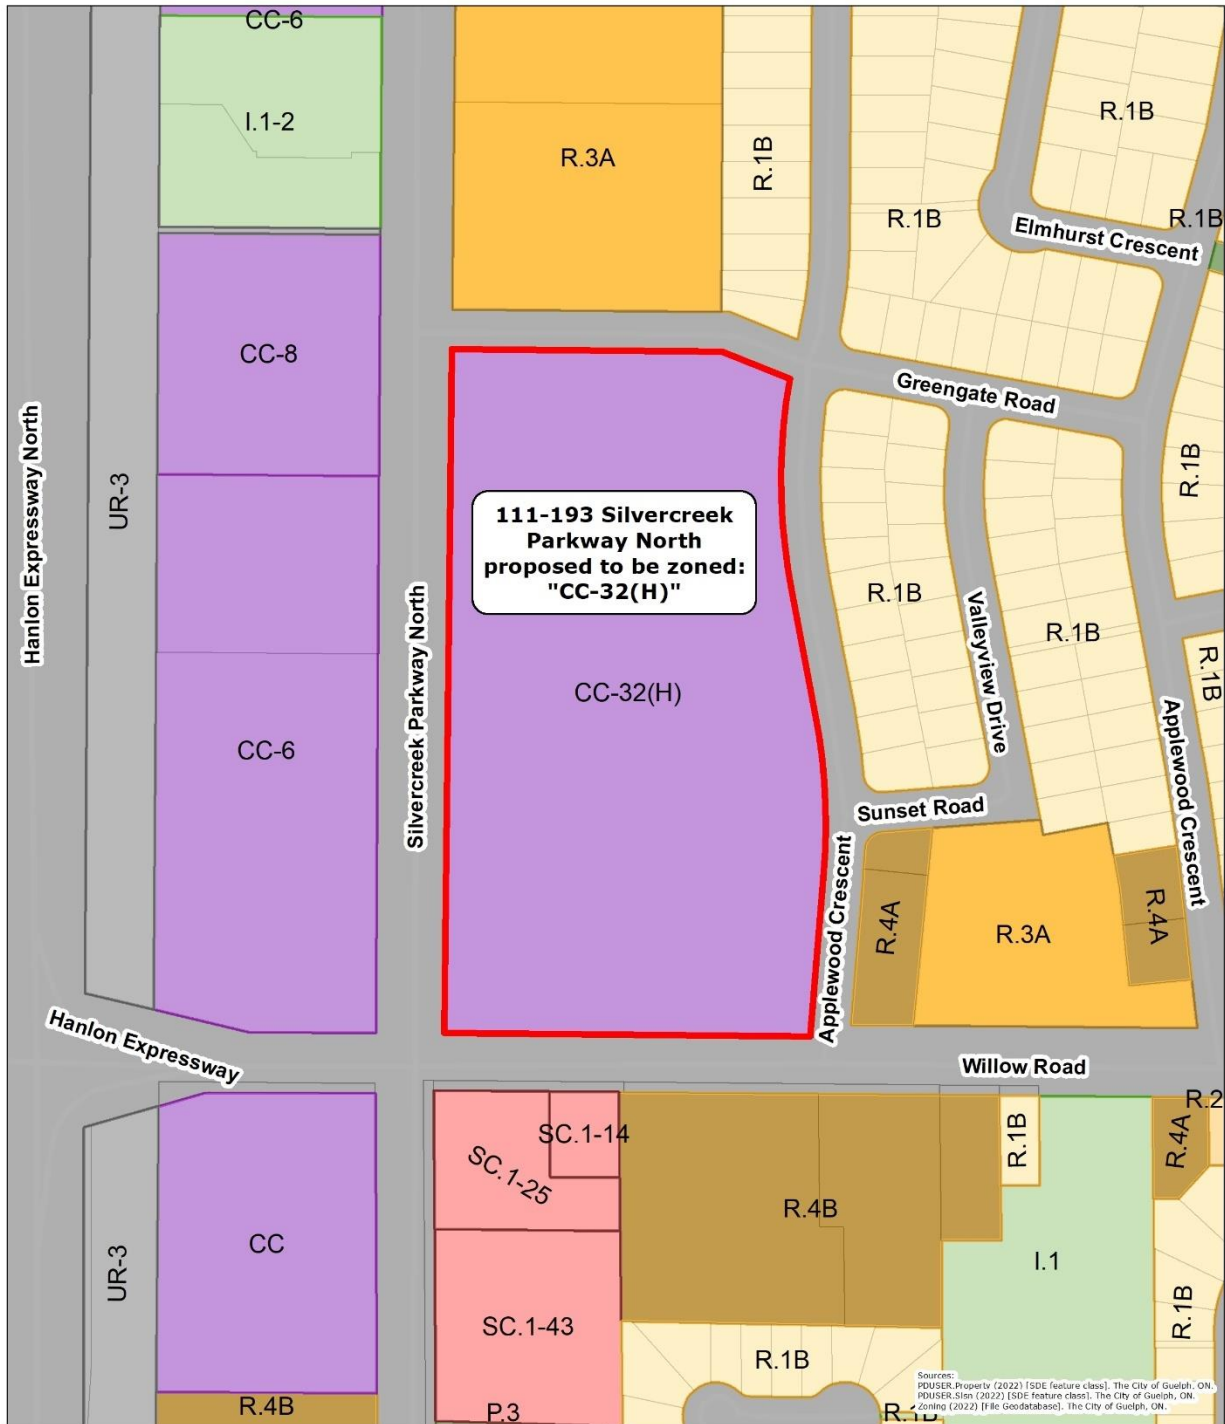 CC-6
I.1-2
R.3A
R.1B
R.1B
R.1B
R.1B
Elmhurst Crescent
CC-8
Greengate Road
Hanlon Expressway North
UR-3
111-193 Silvercreek
Parkway North
proposed to be zoned:
"CC-32(H)"
R.1B
R.1B
Valleyview Drive
R.1B
R.1B
Silvercreek Parkway North
CC-32(H)
CC-6
Applewood Crescent
Sunset Road
Applewood Crescent
R.4A
R.3A
R.4A
Hanlon Expressway
Willow Road
R.2
SC.1-14
SC.1-25
R.1B
R.4A
R.4B
UR-3
CC
I.1
SC.1-43
R.1B
R.1B
R.4B
P.3
R.1B
Sources:
PDUSER.Property (2022) [SDE feature class]. The City of Guelph, ON.
PDUSER.Slsn (2022) [SDE feature class]. The City of Guelph, ON.
Zoning (2022) [File Geodatabase]. The City of Guelph, ON.